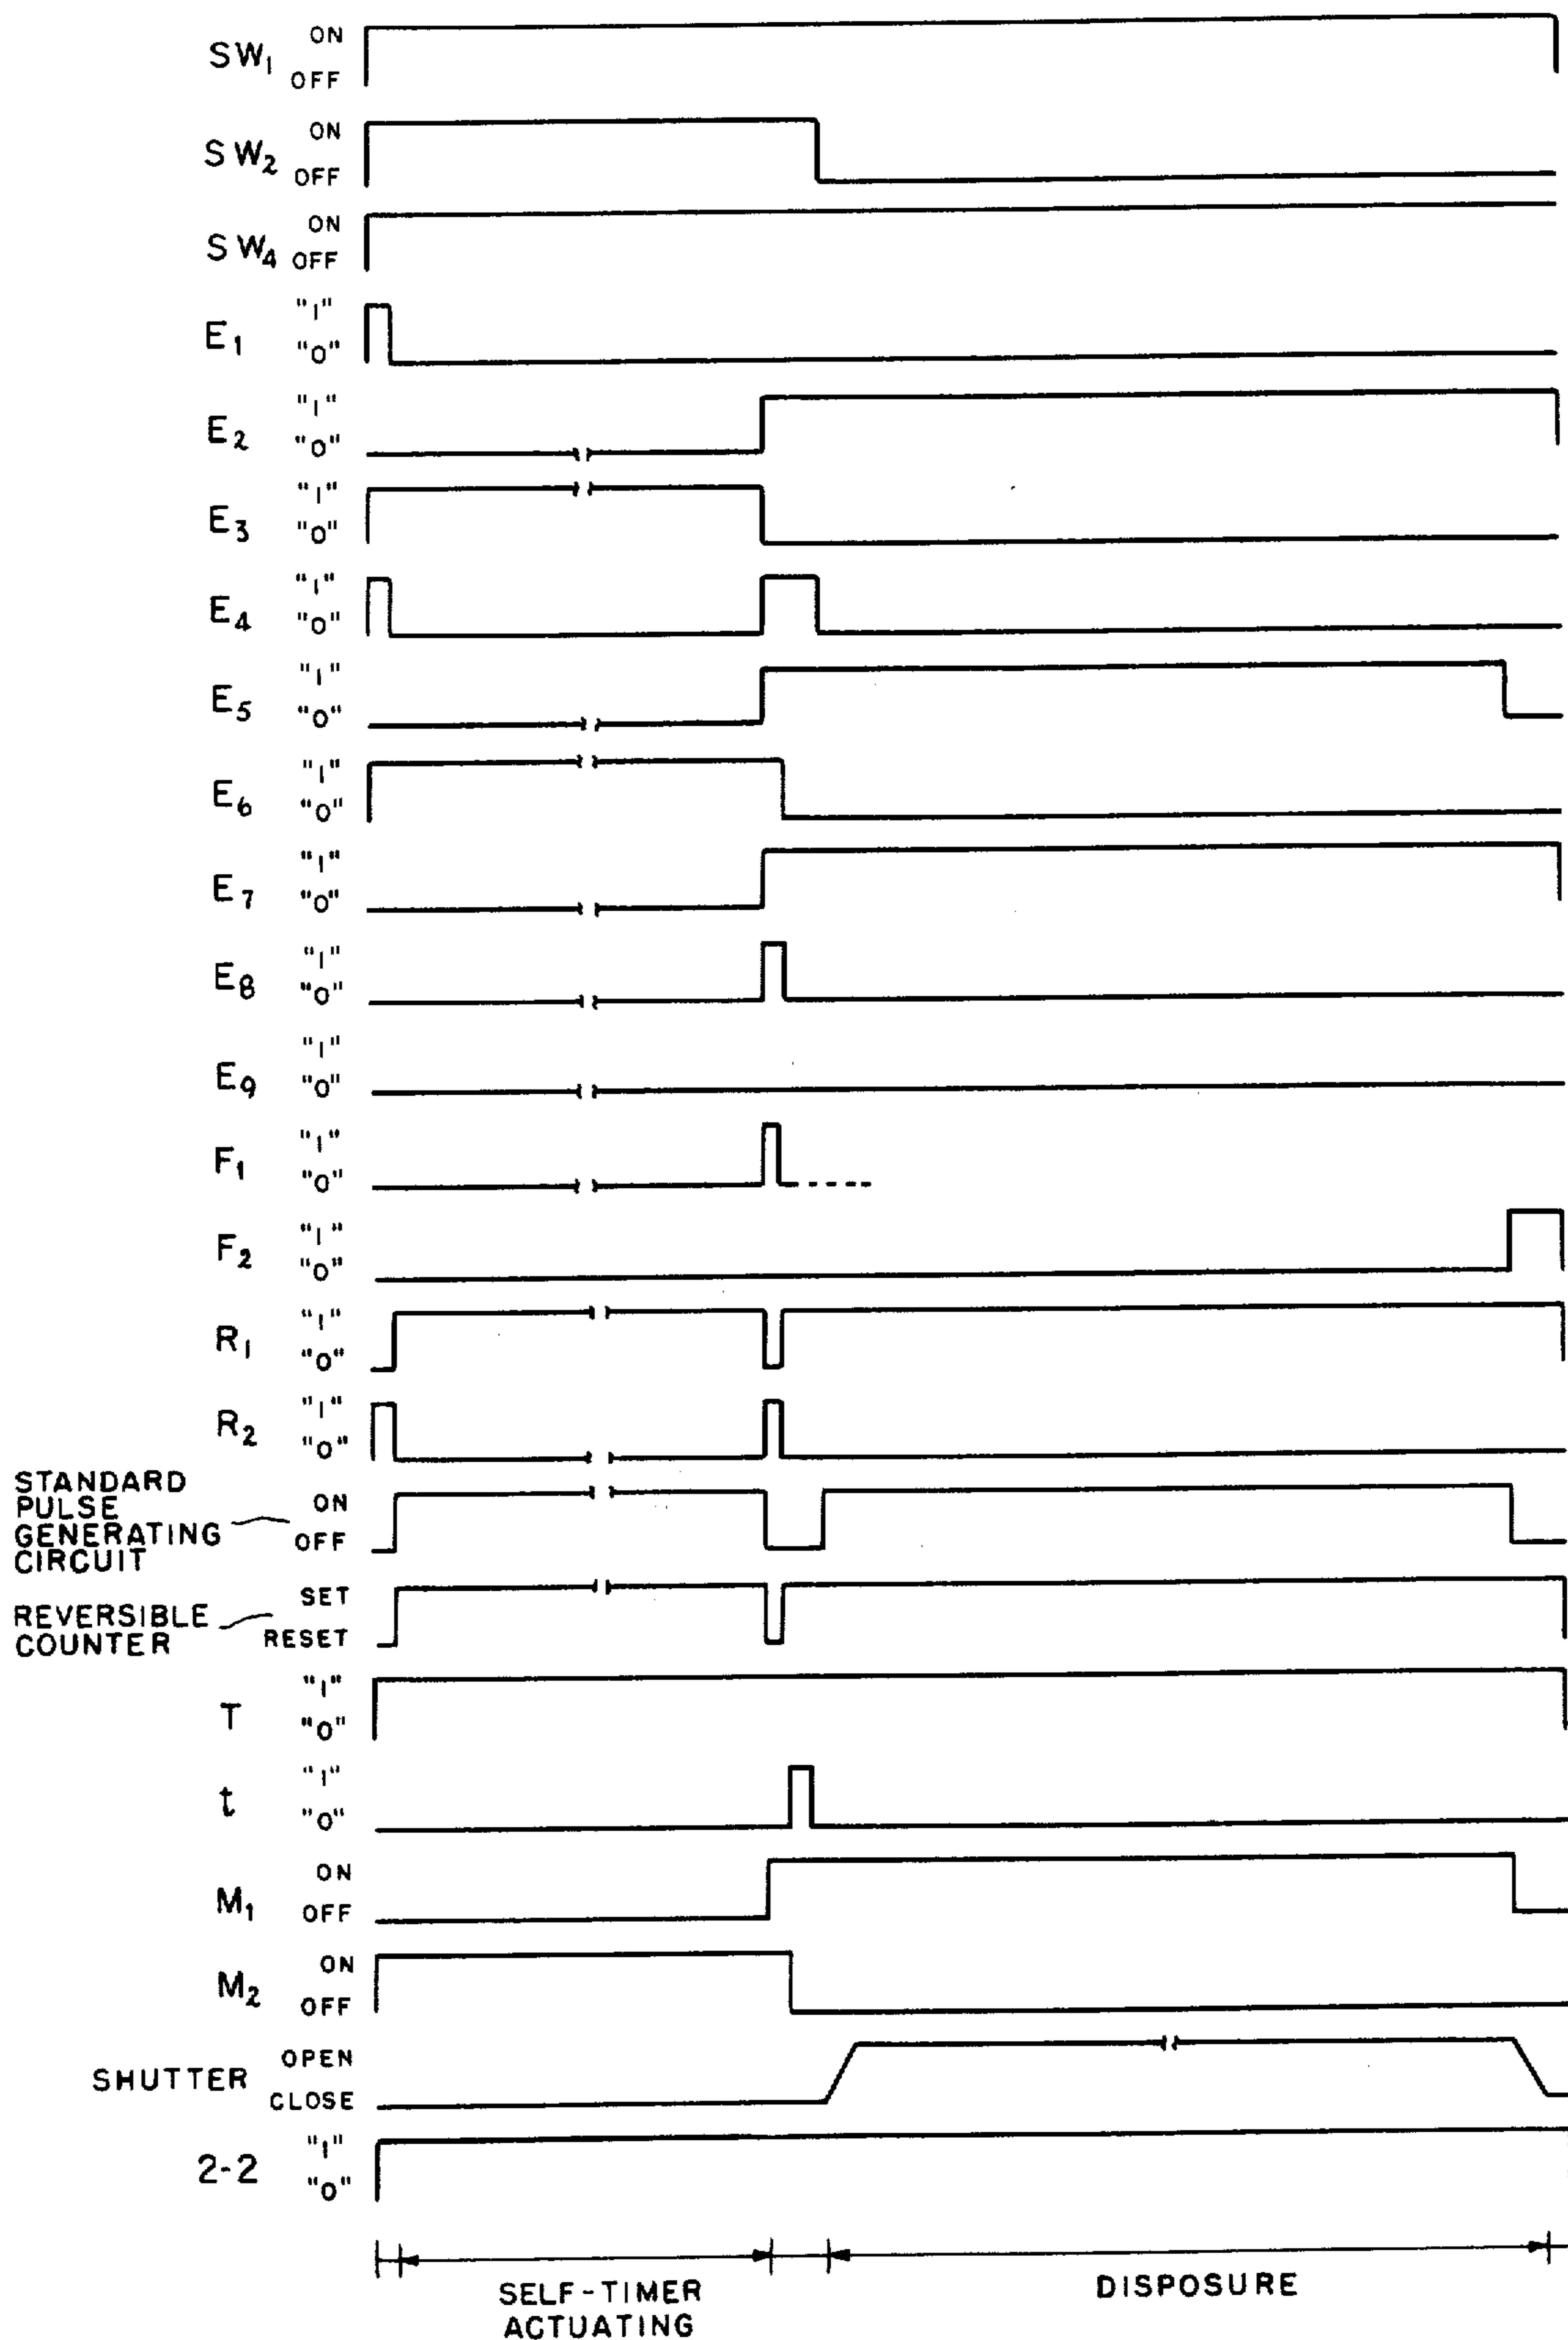 SW1 ON
OFF
SW2 ON
OFF
SW4 ON
OFF
E1 "1"
"0"
E2 "1"
"0"
E3 "1"
"0"
E4 "1"
"0"
E5 "1"
"0"
E6 "1"
"0"
E7 "1"
"0"
E8 "1"
"0"
E9 "1"
"0"
F1 "1"
"0"
F2 "1"
"0"
R1 "1"
"0"
R2 "1"
"0"
STANDARD
PULSE
GENERATING
CIRCUIT
ON
OFF
REVERSIBLE
COUNTER
SET
RESET
T "1"
"0"
t "1"
"0"
M1 ON
OFF
M2 ON
OFF
SHUTTER OPEN
CLOSE
2-2 "1"
"0"
SELF-TIMER
ACTUATING
DISPOSURE